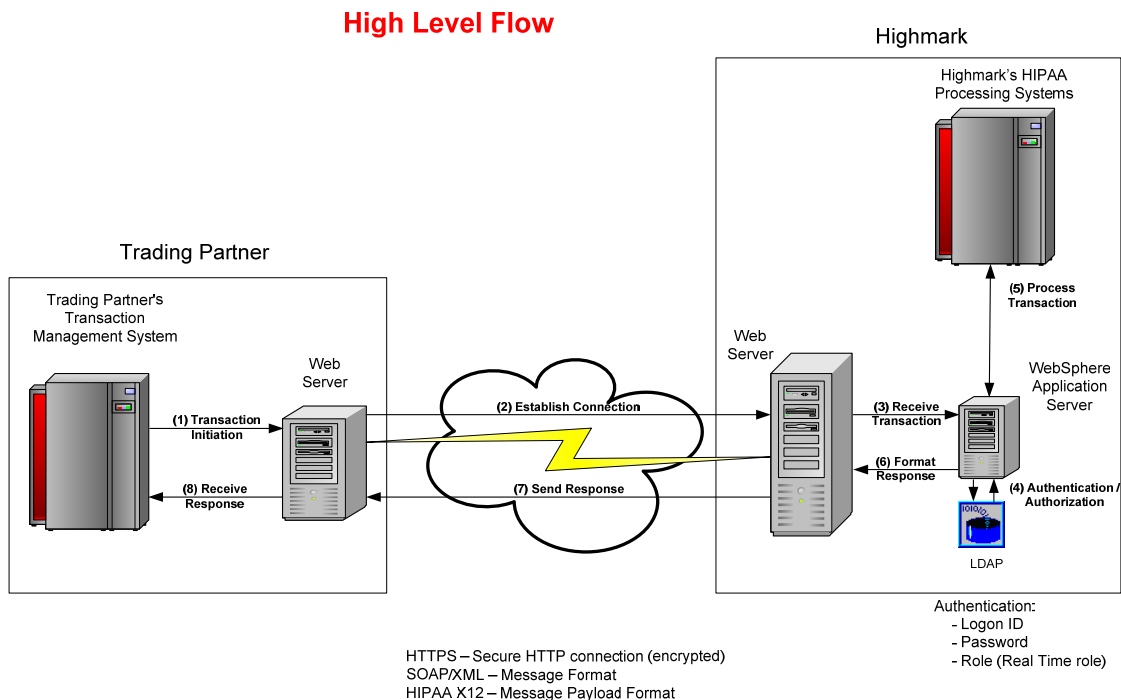 High Level Flow
Highmark
Highmark's HIPAA
Processing Systems
(5) Process
Transaction
Trading Partner
Trading Partner's
Transaction
Management System
Web
Server
Web
Server
WebSphere
Application
Server
(1) Transaction
Initiation
(2) Establish Connection
(3) Receive
Transaction
(6) Format
Response
(8) Receive
Response
(7) Send Response
(4) Authentication /
Authorization
LDAP
Authentication:
- Logon ID
- Password
- Role (Real Time role)
HTTPS – Secure HTTP connection (encrypted)
SOAP/XML – Message Format
HIPAA X12 – Message Payload Format